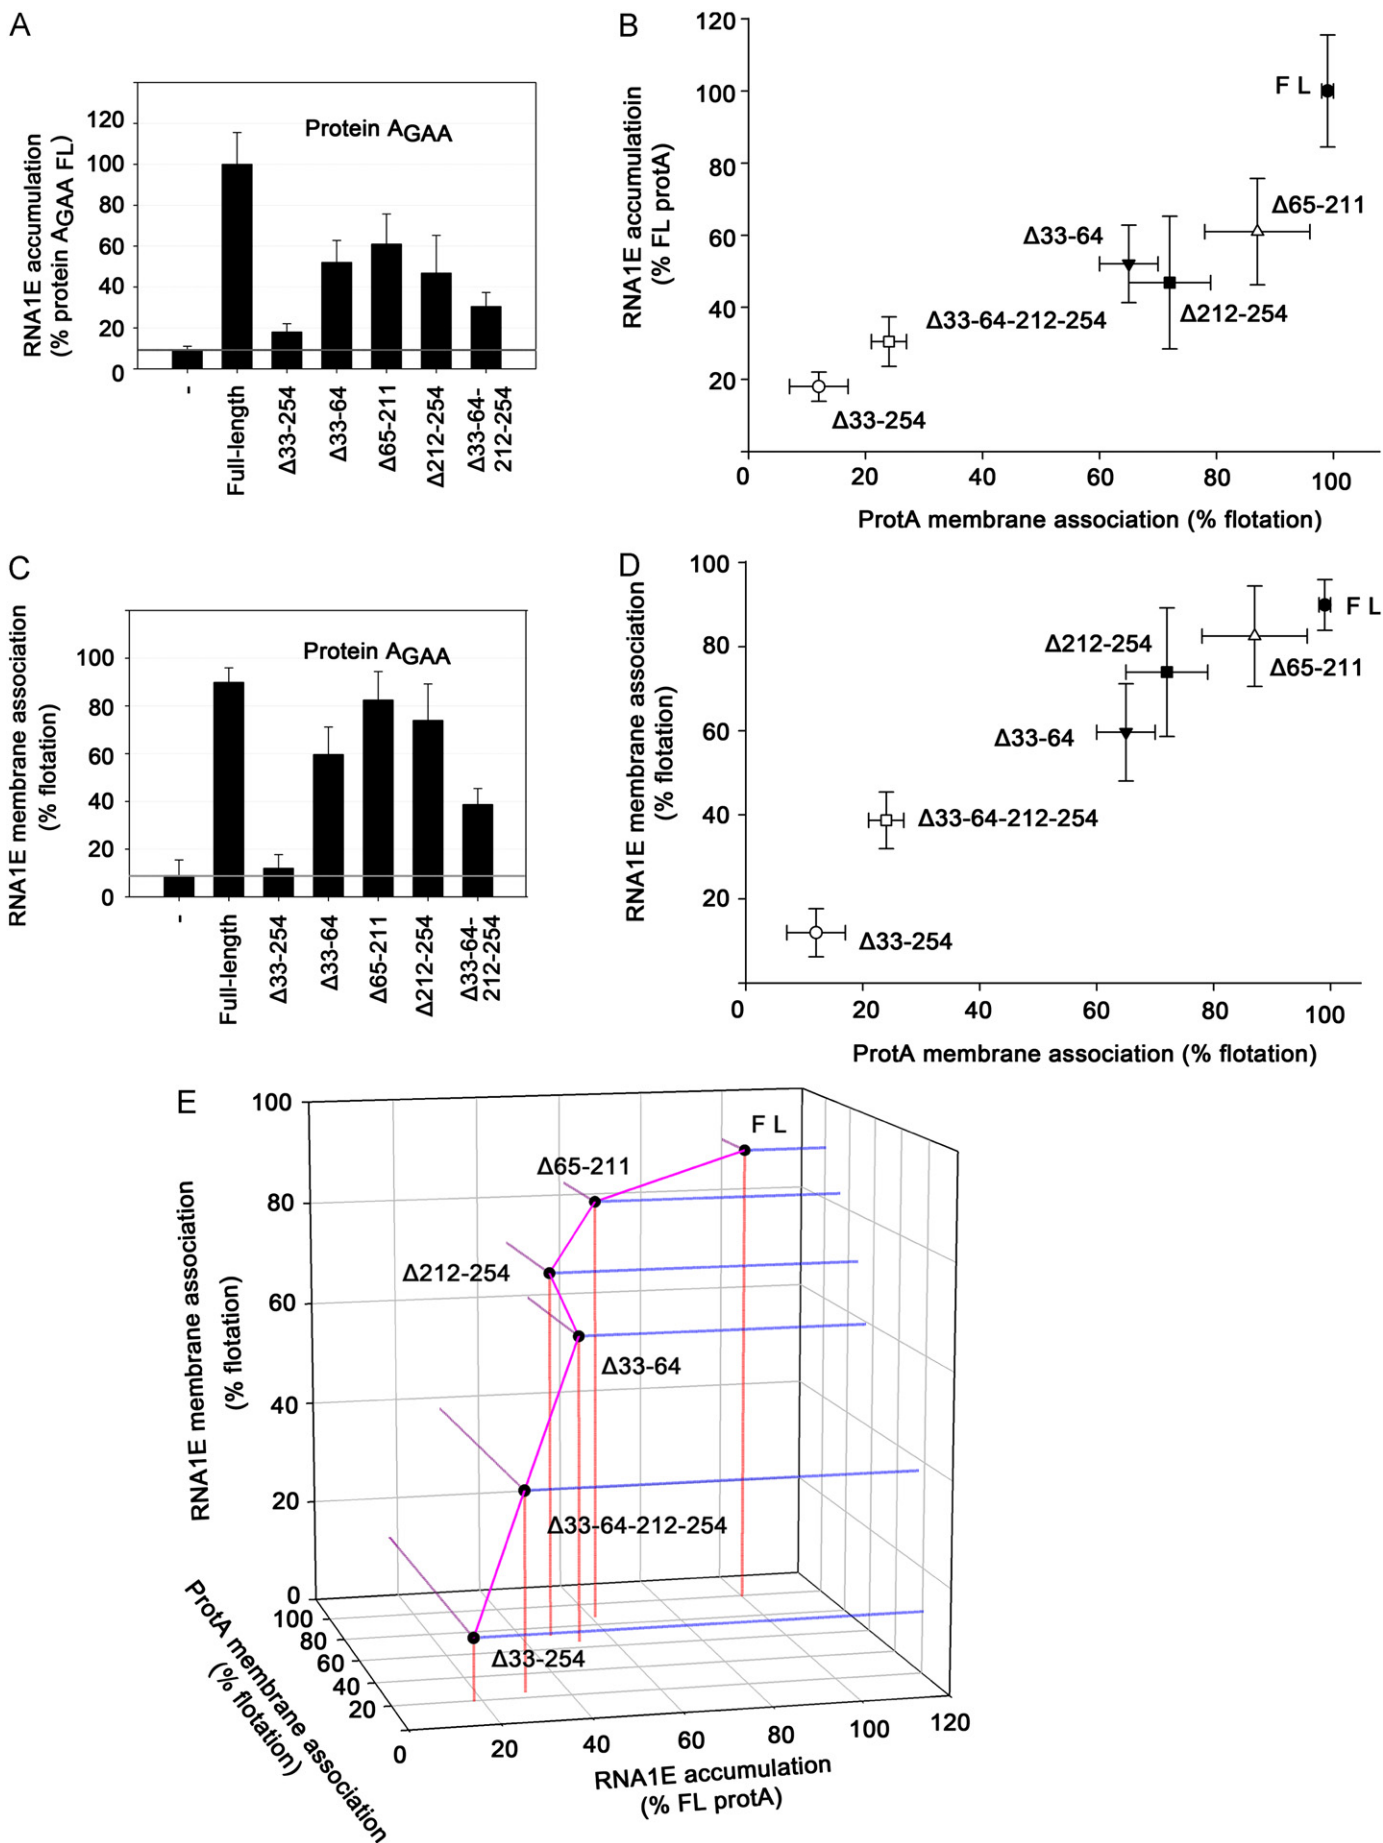 A
RNA1E accumulation
(% protein AGAA FL)
120
100
80
60
40
20
0
Protein AGAA
-
Full-length
Δ33-254
Δ33-64
Δ65-211
Δ212-254
Δ33-64-
212-254
B
RNA1E accumulatioin
(% FL protA)
120
100
80
60
40
20
F L
Δ65-211
Δ33-64
Δ212-254
Δ33-64-212-254
Δ33-254
0
20
40
60
80
100
ProtA membrane association (% flotation)
C
RNA1E membrane association
(% flotation)
100
80
60
40
20
0
Protein AGAA
-
Full-length
Δ33-254
Δ33-64
Δ65-211
Δ212-254
Δ33-64-
212-254
D
RNA1E membrane association
(% flotation)
100
80
60
40
20
F L
Δ212-254
Δ65-211
Δ33-64
Δ33-64-212-254
Δ33-254
0
20
40
60
80
100
ProtA membrane association (% flotation)
E
RNA1E membrane association
(% flotation)
100
80
60
40
20
0
F L
Δ65-211
Δ212-254
Δ33-64
Δ33-64-212-254
Δ33-254
100
80
60
40
20
ProtA membrane association
(% flotation)
0
20
40
60
80
100
120
RNA1E accumulation
(% FL protA)